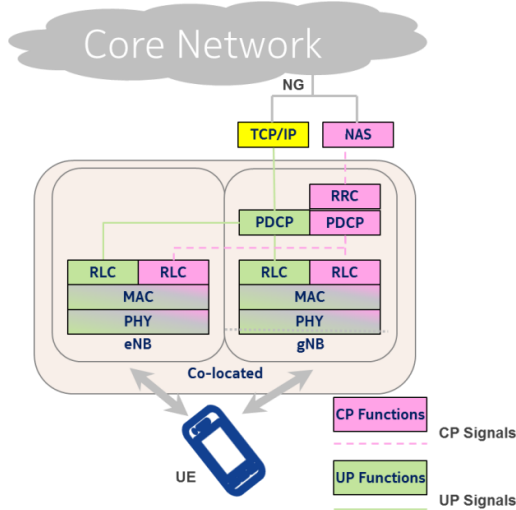 Core Network
NG
TCP/IP
NAS
RRC
PDCP
PDCP
RLC
RLC
RLC
RLC
MAC
MAC
PHY
PHY
eNB
gNB
Co-located
UE
CP Functions
CP Signals
UP Functions
UP Signals